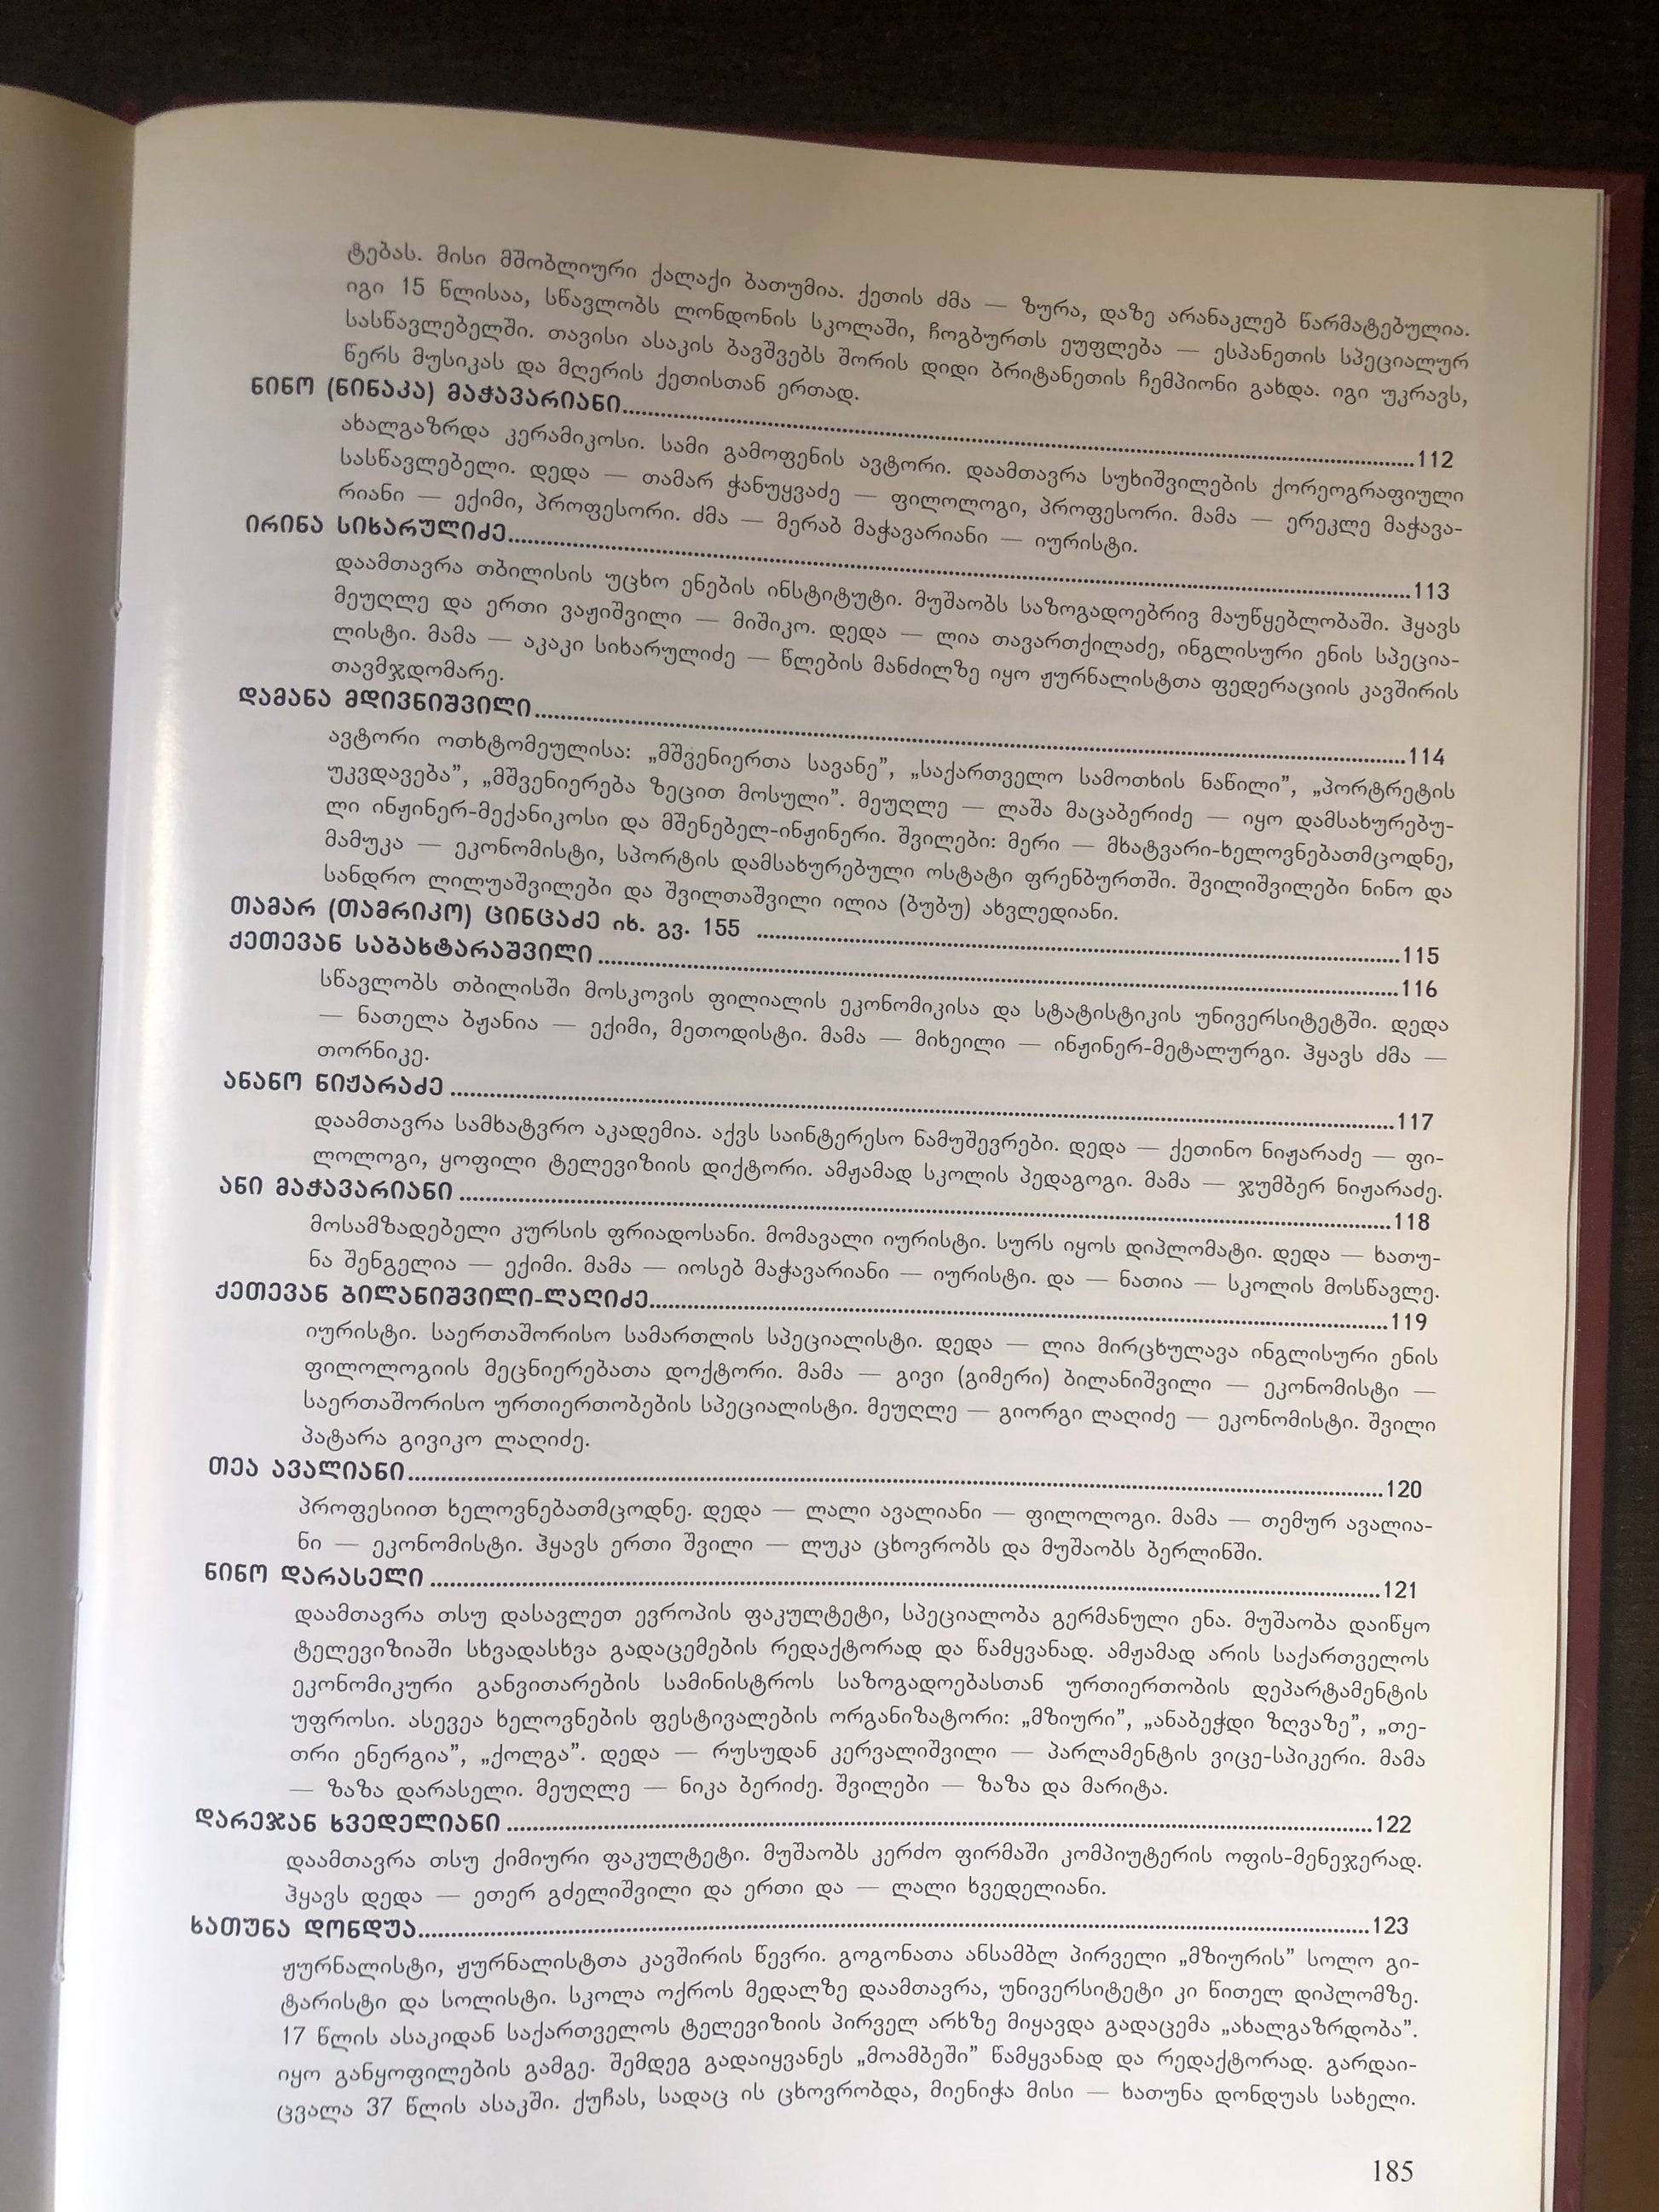 ტებას. მისი მშობლიური ქალაქი ბათუმია. ქეთის ძმა — ზურა, დაზე არანაკლებ წარმატებულია.
იგი 15 წლისაა, სწავლობს ლონდონის სკოლაში, ჩოგბურთს ეუფლება — ესპანეთის სპეციალურ
სასწავლებელში. თავისი ასაკის ბავშვებს შორის დიდი ბრიტანეთის ჩემპიონი გახდა. იგი უკრავს,
წერს მუსიკას და მღერის ქეთისთან ერთად.
ნინო (ნინაკა) მაჭავარიანი..........112
ახალგაზრდა კერამიკოსი. სამი გამოფენის ავტორი. დაამთავრა სუხიშვილების ქორეოგრაფიული
სასწავლებელი. დედა — თამარ ჭანუყვაძე — ფილოლოგი, პროფესორი. მამა — ერეკლე მაჭავა-
რიანი — ექიმი, პროფესორი. ძმა — მერაბ მაჭავარიანი — იურისტი.
ირინა სიხარულიძე..........113
დაამთავრა თბილისის უცხო ენების ინსტიტუტი. მუშაობს საზოგადოებრივ მაუწყებლობაში. ჰყავს
მეუღლე და ერთი ვაჟიშვილი — მიშიკო. დედა — ლია თავართქილაძე, ინგლისური ენის სპეცია-
ლისტი. მამა — აკაკი სიხარულიძე — წლების მანძილზე იყო ჟურნალისტთა ფედერაციის კავშირის
თავმჯდომარე.
დამანა მდივნიშვილი..........114
ავტორი ოთხტომეულისა: „მშვენიერთა სავანე”, „საქართველო სამოთხის ნაწილი”, „პორტრეტის
უკვდავება”, „მშვენიერება ზეცით მოსული”. მეუღლე — ლაშა მაცაბერიძე — იყო დამსახურებუ-
ლი ინჟინერ-მექანიკოსი და მშენებელ-ინჟინერი. შვილები: მერი — მხატვარი-ხელოვნებათმცოდნე,
მამუკა — ეკონომისტი, სპორტის დამსახურებული ოსტატი ფრენბურთში. შვილიშვილები ნინო და
სანდრო ლილუაშვილები და შვილთაშვილი ილია (ბუბუ) ახვლედიანი.
თამარ (თამრიკო) ცინცაძე იხ. გვ. 155 ..........115
ქეთევან საბახტარაშვილი..........116
სწავლობს თბილისში მოსკოვის ფილიალის ეკონომიკისა და სტატისტიკის უნივერსიტეტში. დედა
— ნათელა ბჟანია — ექიმი, მეთოდისტი. მამა — მიხეილი — ინჟინერ-მეტალურგი. ჰყავს ძმა —
თორნიკე.
ანანო ნიჟარაძე..........117
დაამთავრა სამხატვრო აკადემია. აქვს საინტერესო ნამუშევრები. დედა — ქეთინო ნიჟარაძე — ფი-
ლოლოგი, ყოფილი ტელევიზიის დიქტორი. ამჟამად სკოლის პედაგოგი. მამა — ჯუმბერ ნიჟარაძე.
ანი მაჭავარიანი..........118
მოსამზადებელი კურსის ფრიადოსანი. მომავალი იურისტი. სურს იყოს დიპლომატი. დედა — ხათუ-
ნა შენგელია — ექიმი. მამა — იოსებ მაჭავარიანი — იურისტი. და — ნათია — სკოლის მოსწავლე.
ქეთევან ბილანიშვილი-ლაღიძე..........119
იურისტი. საერთაშორისო სამართლის სპეციალისტი. დედა — ლია მირცხულავა ინგლისური ენის
ფილოლოგიის მეცნიერებათა დოქტორი. მამა — გივი (გიმერი) ბილანიშვილი — ეკონომისტი —
საერთაშორისო ურთიერთობების სპეციალისტი. მეუღლე — გიორგი ლაღიძე — ეკონომისტი. შვილი
პატარა გივიკო ლაღიძე.
თეა ავალიანი..........120
პროფესიით ხელოვნებათმცოდნე. დედა — ლალი ავალიანი — ფილოლოგი. მამა — თემურ ავალია-
ნი — ეკონომისტი. ჰყავს ერთი შვილი — ლუკა ცხოვრობს და მუშაობს ბერლინში.
ნინო დარასელი..........121
დაამთავრა თსუ დასავლეთ ევროპის ფაკულტეტი, სპეციალობა გერმანული ენა. მუშაობა დაიწყო
ტელევიზიაში სხვადასხვა გადაცემების რედაქტორად და წამყვანად. ამჟამად არის საქართველოს
ეკონომიკური განვითარების სამინისტროს საზოგადოებასთან ურთიერთობის დეპარტამენტის
უფროსი. ასევეა ხელოვნების ფესტივალების ორგანიზატორი: „მზიური”, „ანაბეჭდი ზღვაზე”, „თე-
თრი ენერგია”, „ქოლგა”. დედა — რუსუდან კერვალიშვილი — პარლამენტის ვიცე-სპიკერი. მამა
— ზაზა დარასელი. მეუღლე — ნიკა ბერიძე. შვილები — ზაზა და მარიტა.
დარეჯან ხვედელიანი..........122
დაამთავრა თსუ ქიმიური ფაკულტეტი. მუშაობს კერძო ფირმაში კომპიუტერის ოფის-მენეჯერად.
ჰყავს დედა — ეთერ გძელიშვილი და ერთი და — ლალი ხვედელიანი.
ხათუნა დონდუა..........123
ჟურნალისტი, ჟურნალისტთა კავშირის წევრი. გოგონათა ანსამბლ პირველი „მზიურის” სოლო გი-
ტარისტი და სოლისტი. სკოლა ოქროს მედალზე დაამთავრა, უნივერსიტეტი კი წითელ დიპლომზე.
17 წლის ასაკიდან საქართველოს ტელევიზიის პირველ არხზე მიყავდა გადაცემა „ახალგაზრდობა”.
იყო განყოფილების გამგე. შემდეგ გადაიყვანეს „მოამბეში” წამყვანად და რედაქტორად. გარდაი-
ცვალა 37 წლის ასაკში. ქუჩას, სადაც ის ცხოვრობდა, მიენიჭა მისი — ხათუნა დონდუას სახელი.
185